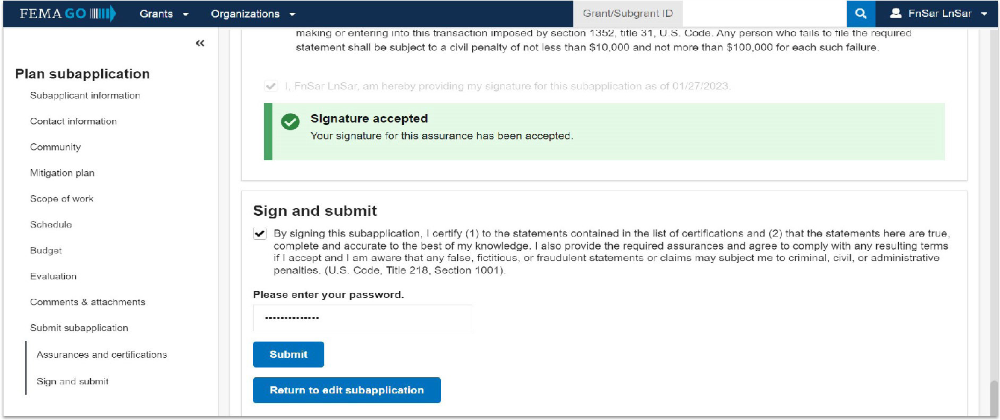 FEMA GO Grants Organizations Grant/Subgrant ID FnSar LnSar
Plan subapplication
Subapplicant information
Contact information
Community
Mitigation plan
Scope of work
Schedule
Budget
Evaluation
Comments & attachments
Submit subapplication
Assurances and certifications
Sign and submit
making or entering into this transaction imposed by section 1352, title 31, U.S. Code. Any person who fails to file the required
statement shall be subject to a civil penalty of not less than $10,000 and not more than $100,000 for each such failure.
I, FnSar LnSar, am hereby providing my signature for this subapplication as of 01/27/2023.
Signature accepted
Your signature for this assurance has been accepted.
Sign and submit
By signing this subapplication, I certify (1) to the statements contained in the list of certifications and (2) that the statements here are true,
complete and accurate to the best of my knowledge. I also provide the required assurances and agree to comply with any resulting terms
if I accept and I am aware that any false, fictitious, or fraudulent statements or claims may subject me to criminal, civil, or administrative
penalties. (U.S. Code, Title 218, Section 1001).
Please enter your password.
Submit
Return to edit subapplication